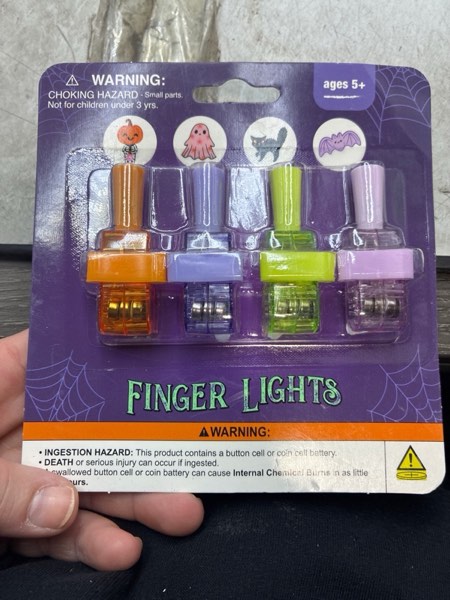 ⚠ WARNING:
CHOKING HAZARD - Small parts.
Not for children under 3 yrs.
ages 5+
FINGER LIGHTS
⚠ WARNING:
• INGESTION HAZARD: This product contains a button cell or coin cell battery.
• DEATH or serious injury can occur if ingested.
swallowed button cell or coin battery can cause Internal Chemical Burns in as little